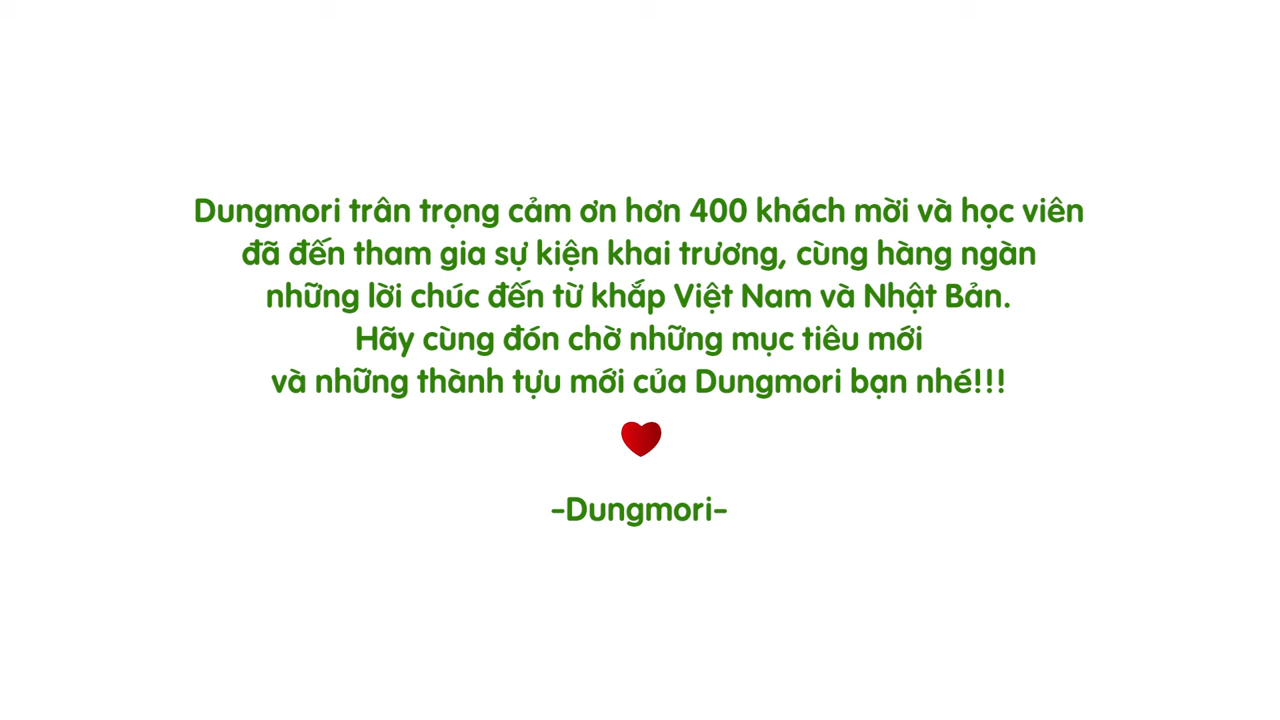 Dungmori trân trọng cảm ơn hơn 400 khách mời và học viên
đã đến tham gia sự kiện khai trương, cùng hàng ngàn
những lời chúc đến từ khắp Việt Nam và Nhật Bản.
Hãy cùng đón chờ những mục tiêu mới
và những thành tựu mới của Dungmori bạn nhé!!!
-Dungmori-